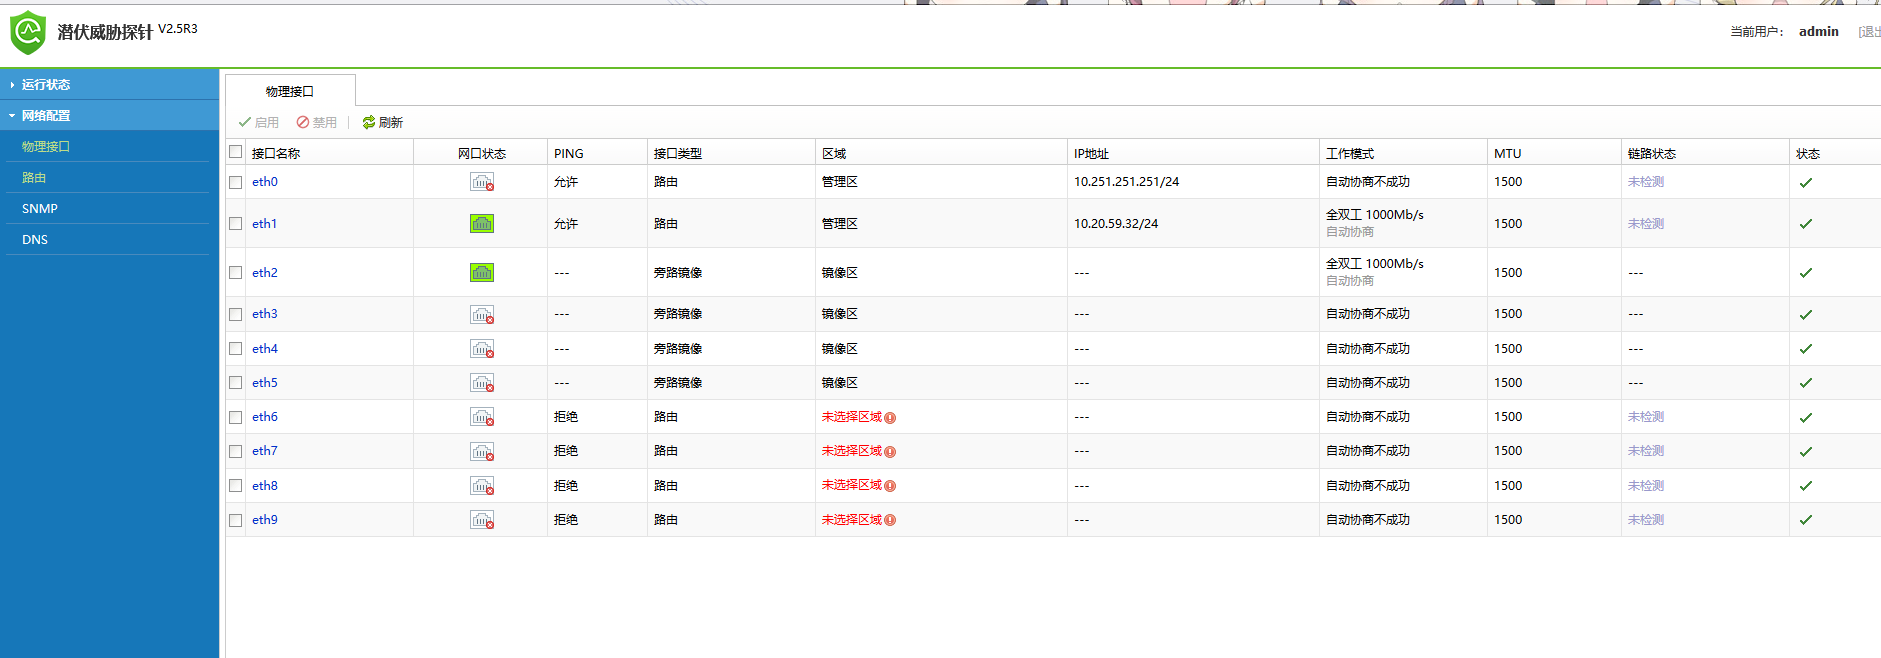 潜伏威胁探针 V2.5R3
当前用户： admin [退出
运行状态
网络配置
物理接口
路由
SNMP
DNS
物理接口
启用 禁用 刷新
接口名称 网口状态 PING 接口类型 区域 IP地址 工作模式 MTU 链路状态 状态
eth0 允许 路由 管理区 10.251.251.251/24 自动协商不成功 1500 未检测
eth1 允许 路由 管理区 10.20.59.32/24 全双工 1000Mb/s 1500 未检测
自动协商
eth2 --- 旁路镜像 镜像区 --- 全双工 1000Mb/s 1500 ---
自动协商
eth3 --- 旁路镜像 镜像区 --- 自动协商不成功 1500 ---
eth4 --- 旁路镜像 镜像区 --- 自动协商不成功 1500 ---
eth5 --- 旁路镜像 镜像区 --- 自动协商不成功 1500 ---
eth6 拒绝 路由 未选择区域 --- 自动协商不成功 1500 未检测
eth7 拒绝 路由 未选择区域 --- 自动协商不成功 1500 未检测
eth8 拒绝 路由 未选择区域 --- 自动协商不成功 1500 未检测
eth9 拒绝 路由 未选择区域 --- 自动协商不成功 1500 未检测